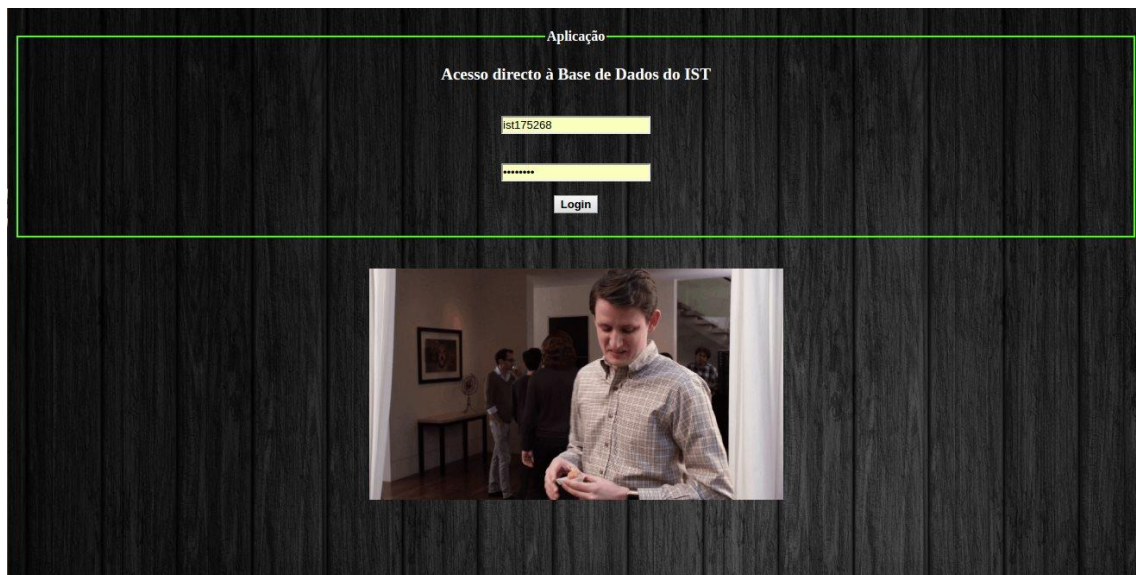 Aplicação
Acesso directo à Base de Dados do IST
ist175268
••••••••
Login